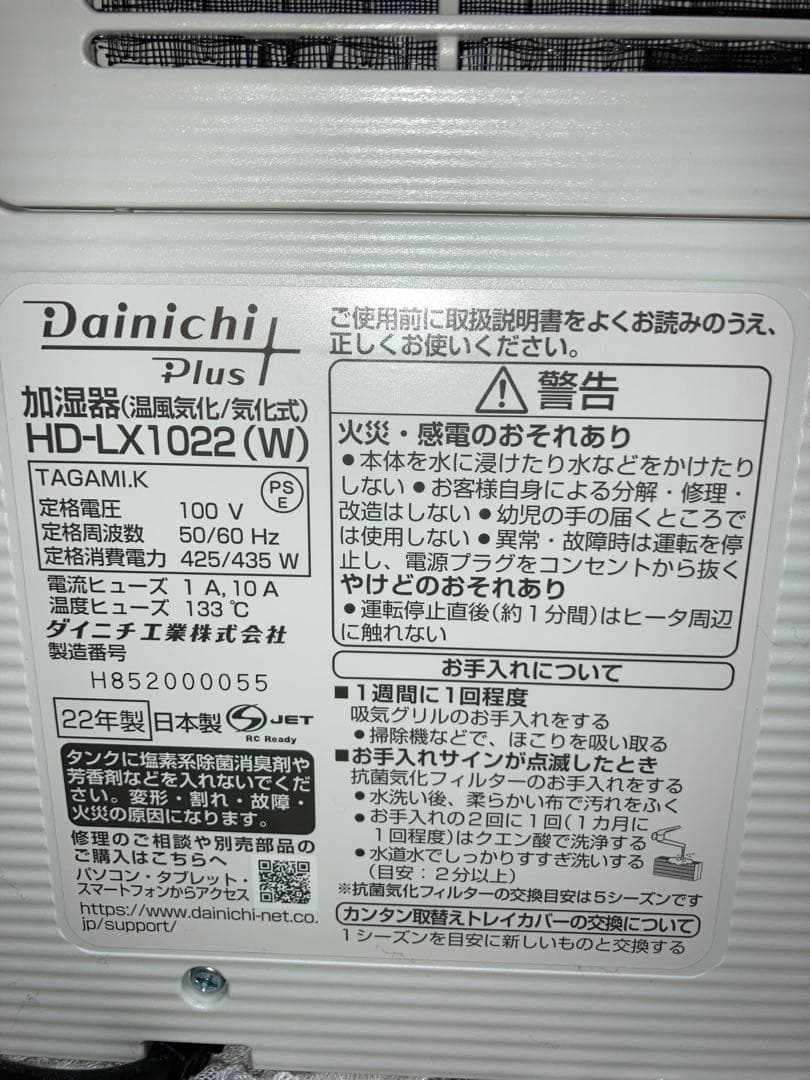 Dainichi
Plus
加湿器(温風気化/気化式)
HD-LX1022(W)
TAGAMI.K
PS
E
定格電圧 100 V
定格周波数 50/60 Hz
定格消費電力 425/435 W
電流ヒューズ 1 A,10 A
温度ヒューズ 133 ℃
ダイニチ工業株式会社
製造番号
H852000055
22年製 日本製 JET
RC Ready
タンクに塩素系除菌消臭剤や
芳香剤などを入れないでくだ
さい。変形・割れ・故障・
火災の原因になります。
修理のご相談や別売部品の
ご購入はこちらへ
パソコン・タブレット・
スマートフォンからアクセス
https://www.dainichi-net.co.
jp/support/
ご使用前に取扱説明書をよくお読みのうえ、
正しくお使いください。
警告
火災・感電のおそれあり
●本体を水に浸けたり水などをかけたり
しない●お客様自身による分解・修理・
改造はしない●幼児の手の届くところで
は使用しない●異常・故障時は運転を停
止し、電源プラグをコンセントから抜く
やけどのおそれあり
●運転停止直後(約1分間)はヒータ周辺
に触れない
お手入れについて
■1週間に1回程度
吸気グリルのお手入れをする
●掃除機などで、ほこりを吸い取る
■お手入れサインが点滅したとき
抗菌気化フィルターのお手入れをする
●水洗い後、柔らかい布で汚れをふく
●お手入れの2回に1回(1カ月に
1回程度)はクエン酸で洗浄する
●水道水でしっかりすすぎ洗いする
(目安:2分以上)
※抗菌気化フィルターの交換目安は5シーズンです
カンタン取替えトレイカバーの交換について
1シーズンを目安に新しいものと交換する